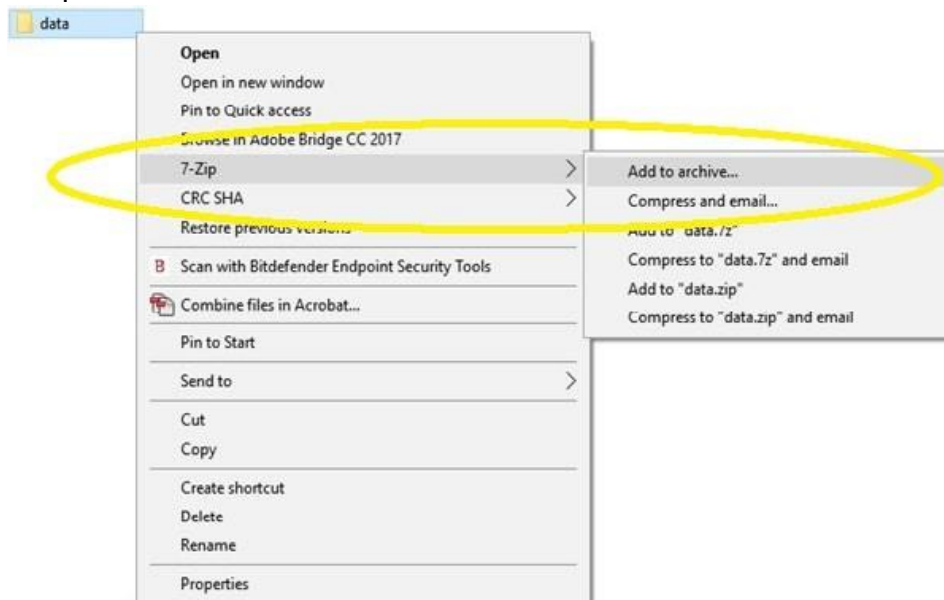 data
Open
Open in new window
Pin to Quick access
Browse in Adobe Bridge CC 2017
7-Zip
CRC SHA
Restore previous versions
B Scan with Bitdefender Endpoint Security Tools
Combine files in Acrobat...
Pin to Start
Send to
Cut
Copy
Create shortcut
Delete
Rename
Properties
Add to archive...
Compress and email...
Add to "data.7z"
Compress to "data.7z" and email
Add to "data.zip"
Compress to "data.zip" and email